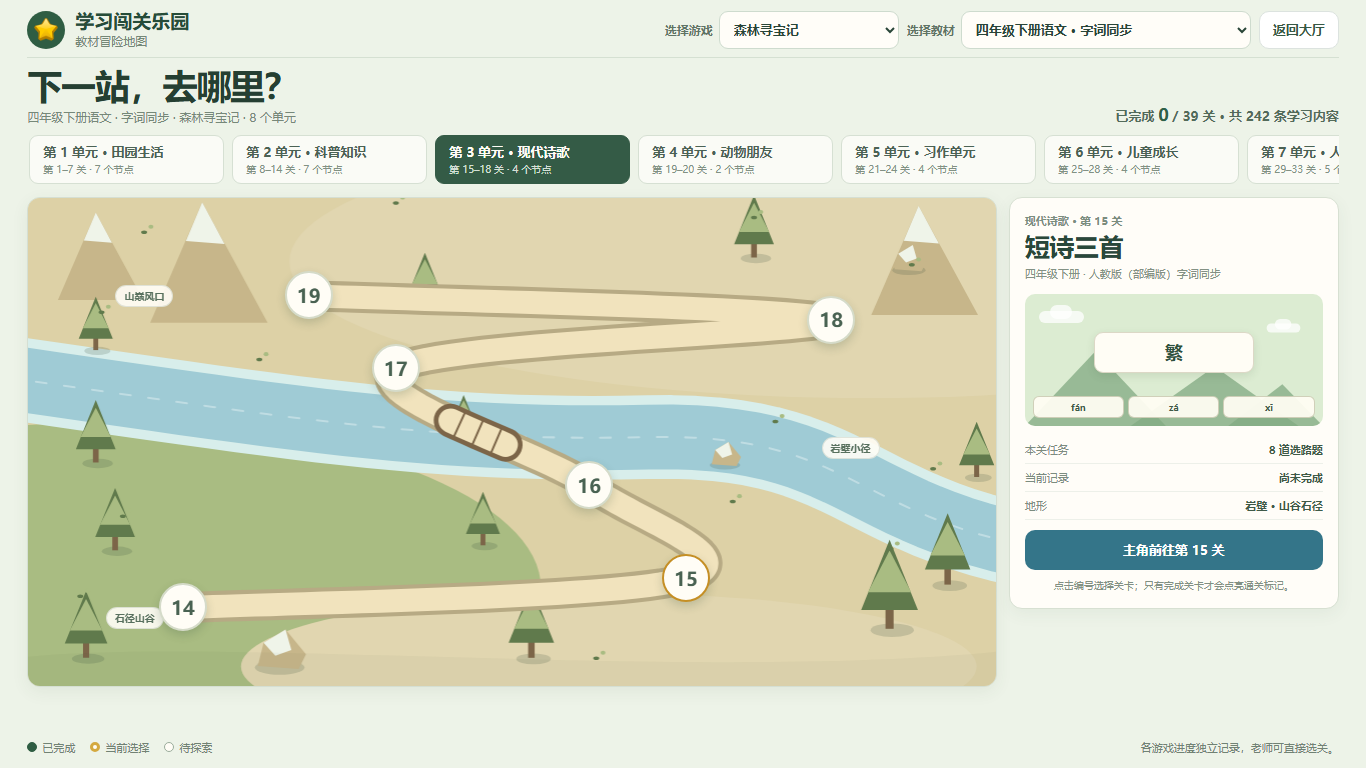 学习闯关乐园
教材冒险地图
选择游戏 森林寻宝记 选择教材 四年级下册语文 • 字词同步 返回大厅
下一站，去哪里？
四年级下册语文 · 字词同步 · 森林寻宝记 · 8 个单元
已完成 0 / 39 关 • 共 242 条学习内容
第 1 单元 • 田园生活
第 1–7 关 · 7 个节点
第 2 单元 • 科普知识
第 8–14 关 · 7 个节点
第 3 单元 • 现代诗歌
第 15–18 关 · 4 个节点
第 4 单元 • 动物朋友
第 19–20 关 · 2 个节点
第 5 单元 • 习作单元
第 21–24 关 · 4 个节点
第 6 单元 • 儿童成长
第 25–28 关 · 4 个节点
第 7 单元 • 人
第 29–33 关 · 5 个
山巅风口
19
18
17
岩壁小径
16
15
14
石径山谷
现代诗歌 • 第 15 关
短诗三首
四年级下册 · 人教版（部编版）字词同步
繁
fán zá xī
本关任务 8 道选路题
当前记录 尚未完成
地形 岩壁 • 山谷石径
主角前往第 15 关
点击编号选择关卡；只有完成关卡才会点亮通关标记。
已完成 当前选择 待探索
各游戏进度独立记录，老师可直接选关。